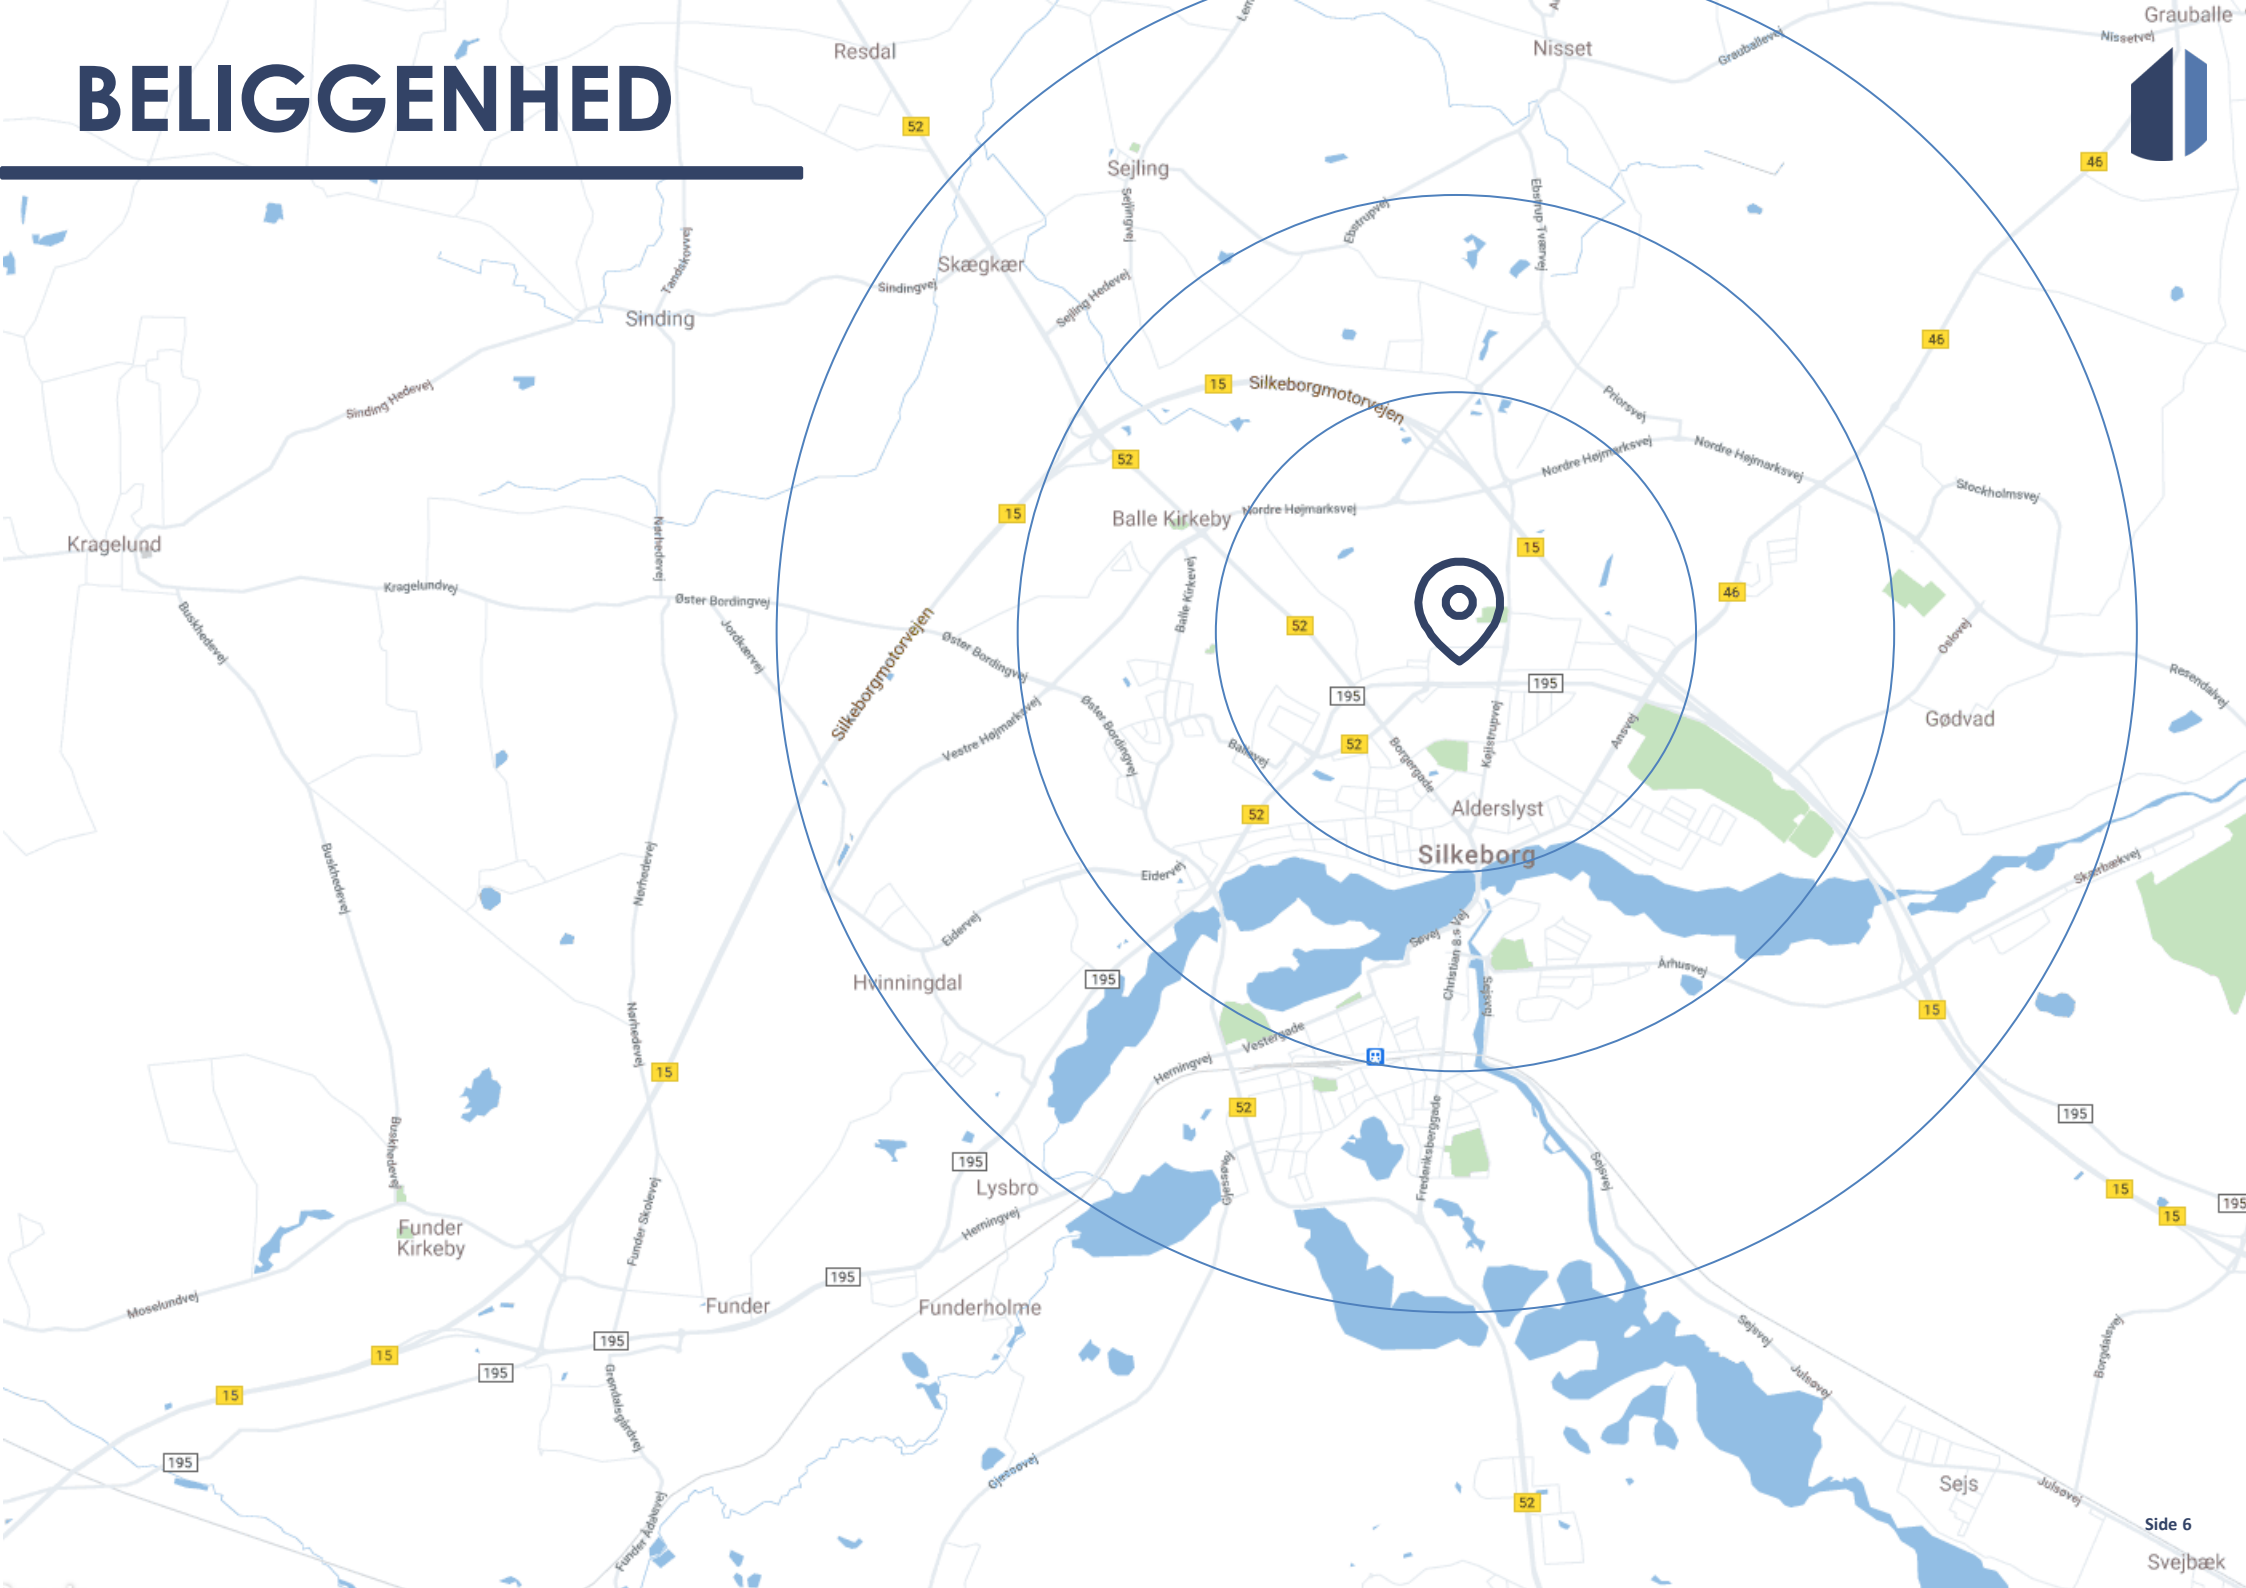 BELIGGENHED
Grauballe
Nissetvej
Resdal
Nisset
Grauballevej
52
46
Sejling
Sejlingvej
Ebstrupvej
Ebstrup Tværvej
Tandskovvej
Skægkær
Sindingvej
Sejling Hedevej
Sinding
46
15
Silkeborgmotorvejen
Sinding Hedevej
Priorsvej
52
Nordre Højmarksvej
Nordre Højmarksvej
Stockholmsvej
15
Balle Kirkeby
Nordre Højmarksvej
Kragelund
Nørhedevej
15
Kragelundvej
Øster Bordingvej
Balle Kirkevej
46
Buskhedevej
Jordkærvej
Silkeborgmotorvejen
Øster Bordingvej
52
Oslovej
Resendalvej
195
195
Vestre Højmarksvej
Øster Bordingvej
Gødvad
Ballevej
52
Borgergade
Kejlstrupvej
Ansvej
52
Alderslyst
Silkeborg
Buskhedevej
Nørhedevej
Eidervej
Skærbækvej
Eidervej
Søvej
Christian 8.s Vej
Århusvej
Hvinningdal
195
Sejsvej
15
Nørhedevej
Vestergade
Herningvej
15
52
195
Buskhedevej
Frederiksberggade
Sejsvej
195
Lysbro
Gjessøvej
15
195
Herningvej
15
Funder
Kirkeby
Funder Skolevej
195
Moselundvej
Funder
Funderholme
195
Sejsvej
Borgdalsvej
15
195
Julsøvej
15
Grøndalsgårdvej
195
Gjessøvej
Sejs
Julsøvej
52
Funder Ådalsvej
Side 6
Svejbæk